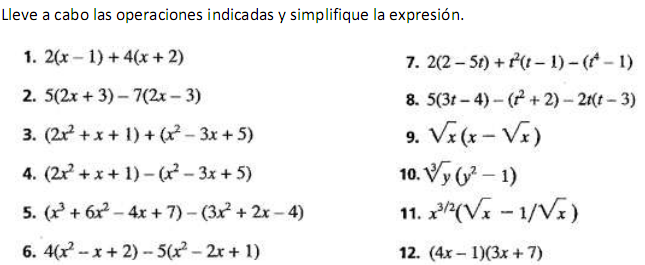 Lleve a cabo las operaciones indicadas y simplifique la expresión.
1. 2(x – 1) + 4(x + 2)
2. 5(2x + 3) – 7(2x – 3)
3. (2x² + x + 1) + (x² – 3x + 5)
4. (2x² + x + 1) – (x² – 3x + 5)
5. (x³ + 6x² – 4x + 7) – (3x² + 2x – 4)
6. 4(x² – x + 2) – 5(x² – 2x + 1)
7. 2(2 – 5t) + t²(t – 1) – (t⁴ – 1)
8. 5(3t – 4) – (t² + 2) – 2t(t – 3)
9. √x(x – √x)
10. ∛y(y² – 1)
11. x^{3/2}(√x – 1/√x)
12. (4x – 1)(3x + 7)